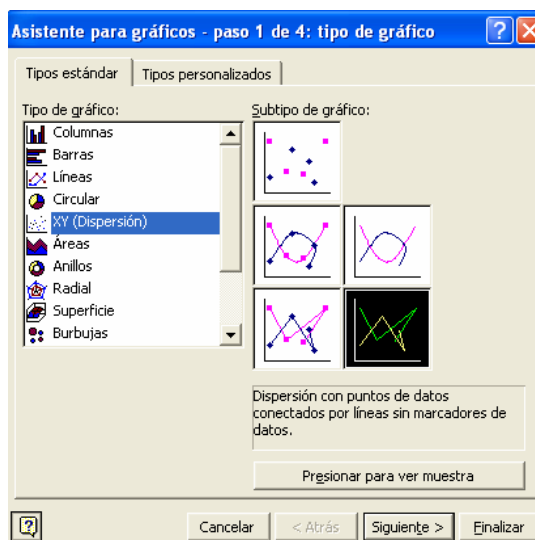 Asistente para gráficos - paso 1 de 4: tipo de gráfico
Tipos estándar
Tipos personalizados
Tipo de gráfico:
Columnas
Barras
Líneas
Circular
XY (Dispersión)
Áreas
Anillos
Radial
Superficie
Burbujas
Subtipo de gráfico:
Dispersión con puntos de datos
conectados por líneas sin marcadores de
datos.
Presionar para ver muestra
Cancelar
< Atrás
Siguiente >
Finalizar